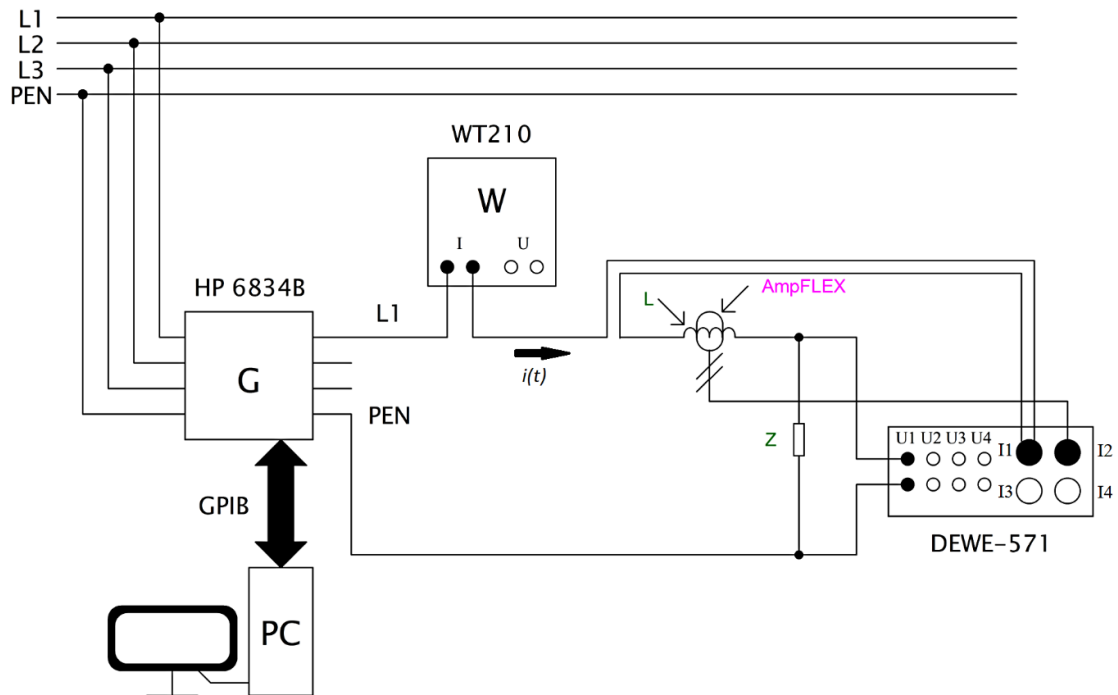 L1
L2
L3
PEN
WT210
W
I U
HP 6834B
L1
L
AmpFLEX
G
i(t)
PEN
Z
U1 U2 U3 U4
I1
I2
I3
I4
GPIB
DEWE-571
PC